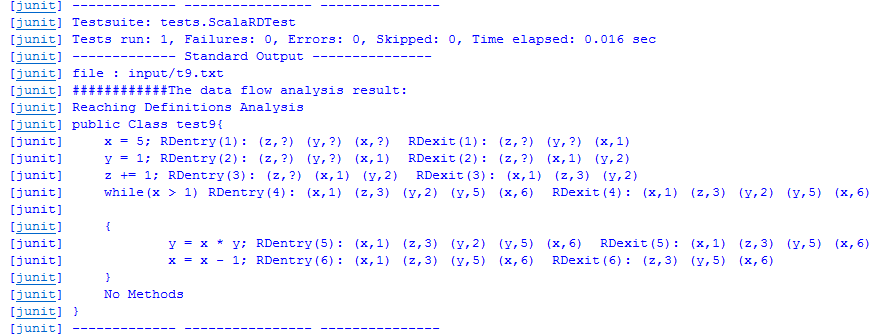 [junit] ------------- ---------------- ---------------
[junit] Testsuite: tests.ScalaRDTest
[junit] Tests run: 1, Failures: 0, Errors: 0, Skipped: 0, Time elapsed: 0.016 sec
[junit] ------------- Standard Output ---------------
[junit] file : input/t9.txt
[junit] ############The data flow analysis result:
[junit] Reaching Definitions Analysis
[junit] public Class test9{
[junit]     x = 5; RDentry(1): (z,?) (y,?) (x,?)  RDexit(1): (z,?) (y,?) (x,1)
[junit]     y = 1; RDentry(2): (z,?) (y,?) (x,1)  RDexit(2): (z,?) (x,1) (y,2)
[junit]     z += 1; RDentry(3): (z,?) (x,1) (y,2)  RDexit(3): (x,1) (z,3) (y,2)
[junit]     while(x > 1) RDentry(4): (x,1) (z,3) (y,2) (y,5) (x,6)  RDexit(4): (x,1) (z,3) (y,2) (y,5) (x,6)
[junit]
[junit]     {
[junit]             y = x * y; RDentry(5): (x,1) (z,3) (y,2) (y,5) (x,6)  RDexit(5): (x,1) (z,3) (y,5) (x,6)
[junit]             x = x - 1; RDentry(6): (x,1) (z,3) (y,5) (x,6)  RDexit(6): (z,3) (y,5) (x,6)
[junit]     }
[junit]     No Methods
[junit] }
[junit] ------------- ---------------- ---------------